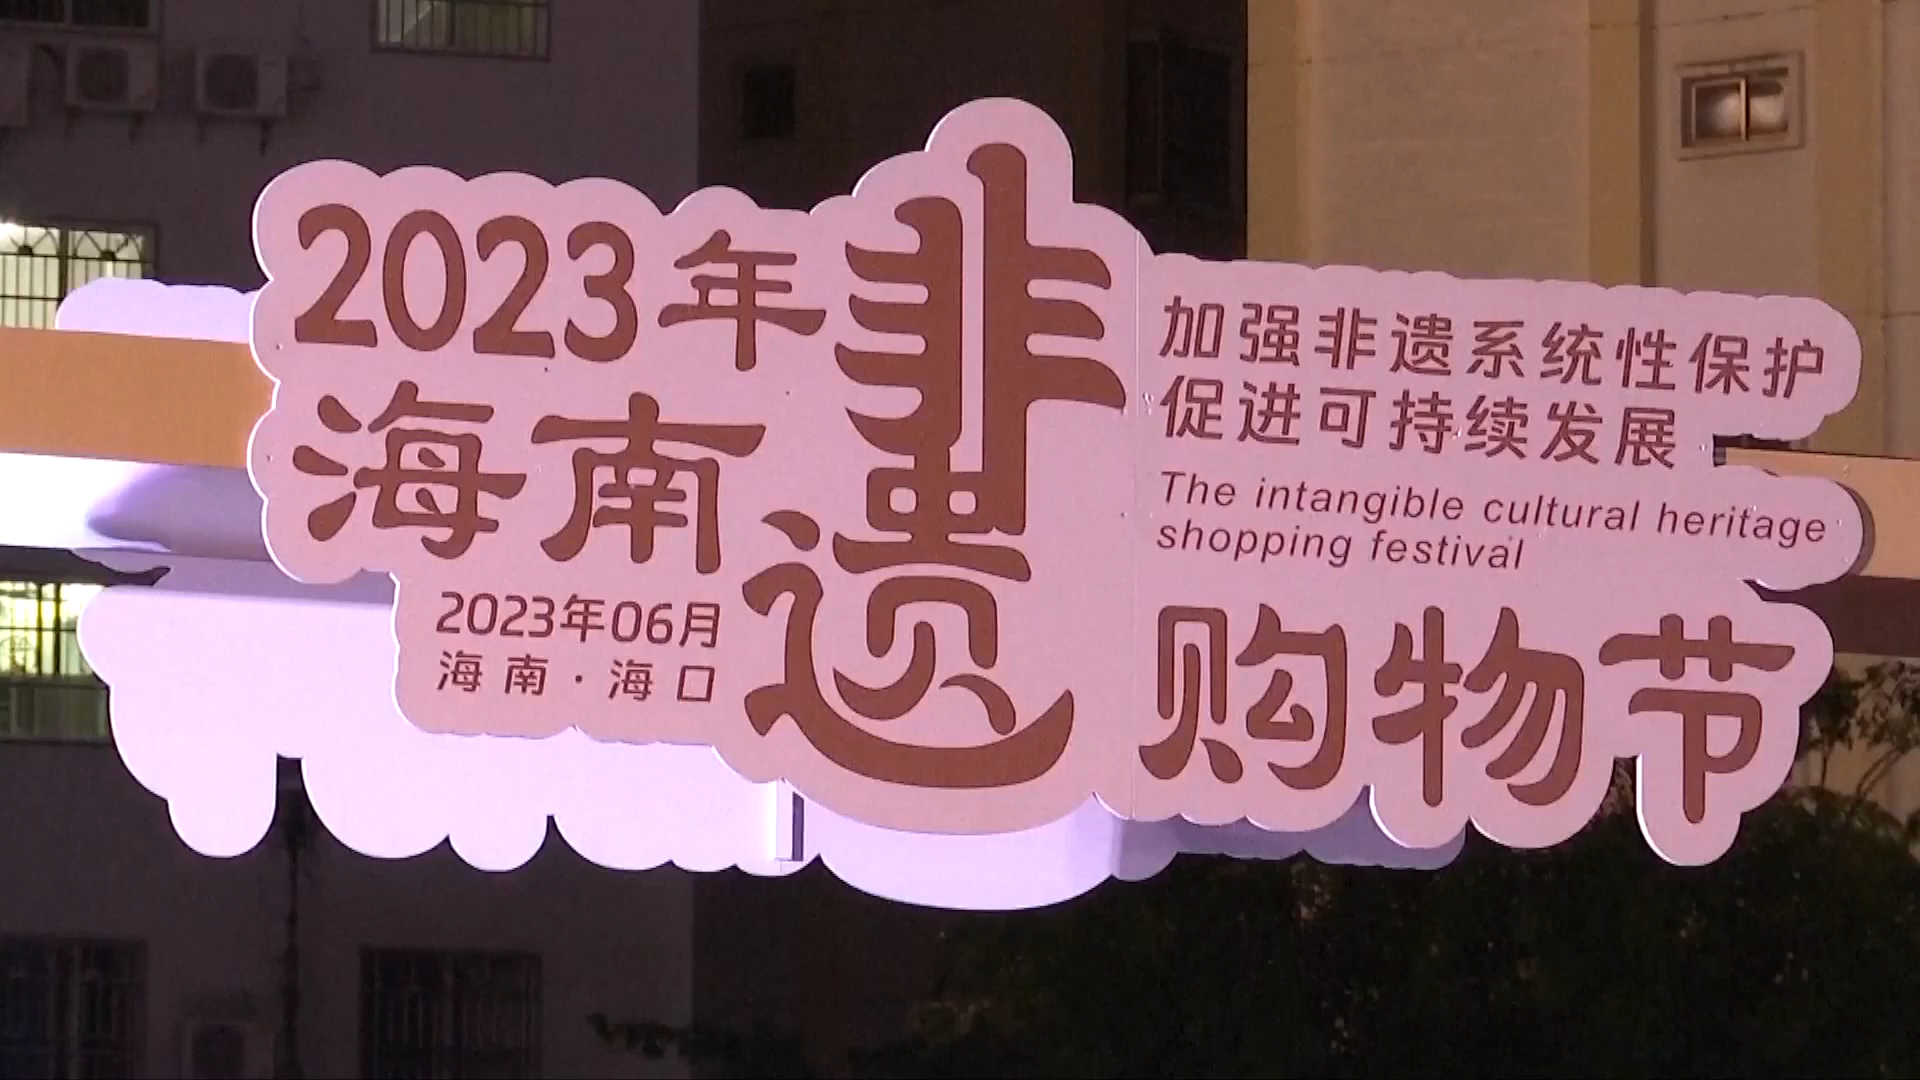 2023年
海南
非遗
购物节
加强非遗系统性保护
促进可持续发展
The intangible cultural heritage
shopping festival
2023年06月
海南·海口